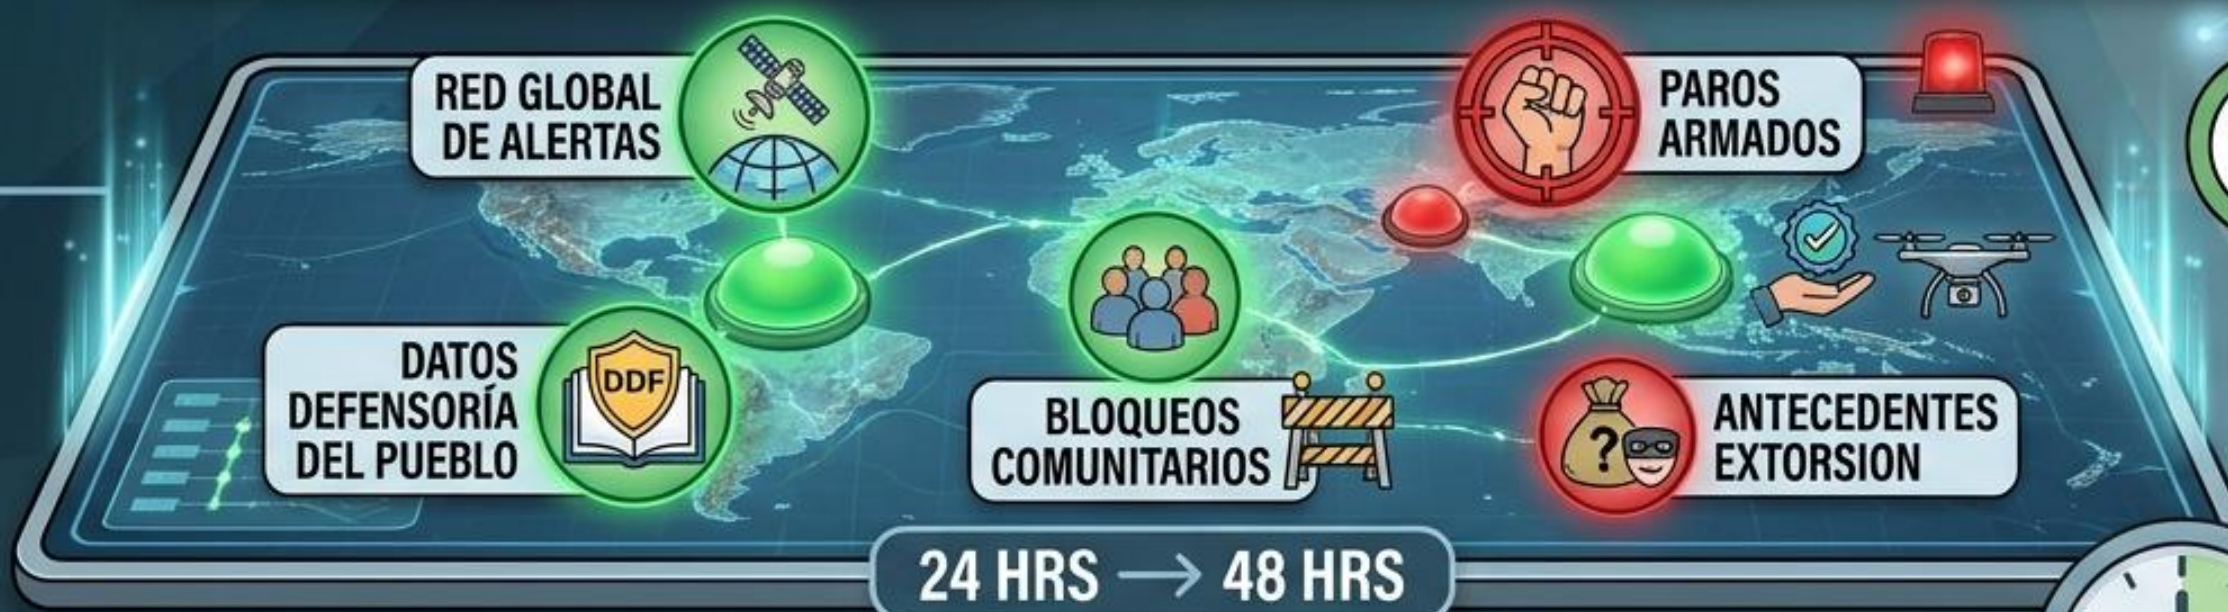 RED GLOBAL
DE ALERTAS
PAROS
ARMADOS
DATOS
DEFENSORÍA
DEL PUEBLO
DDF
BLOQUEOS
COMUNITARIOS
?
ANTECEDENTES
EXTORSION
24 HRS → 48 HRS